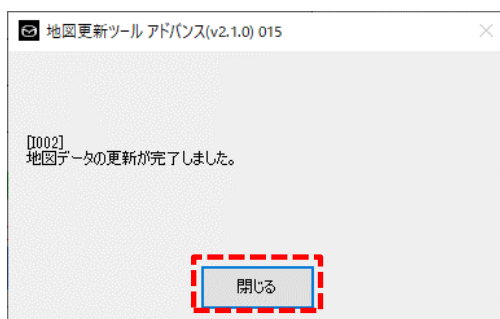 地図更新ツール アドバンス(v2.1.0) 015
[I002]
地図データの更新が完了しました。
閉じる